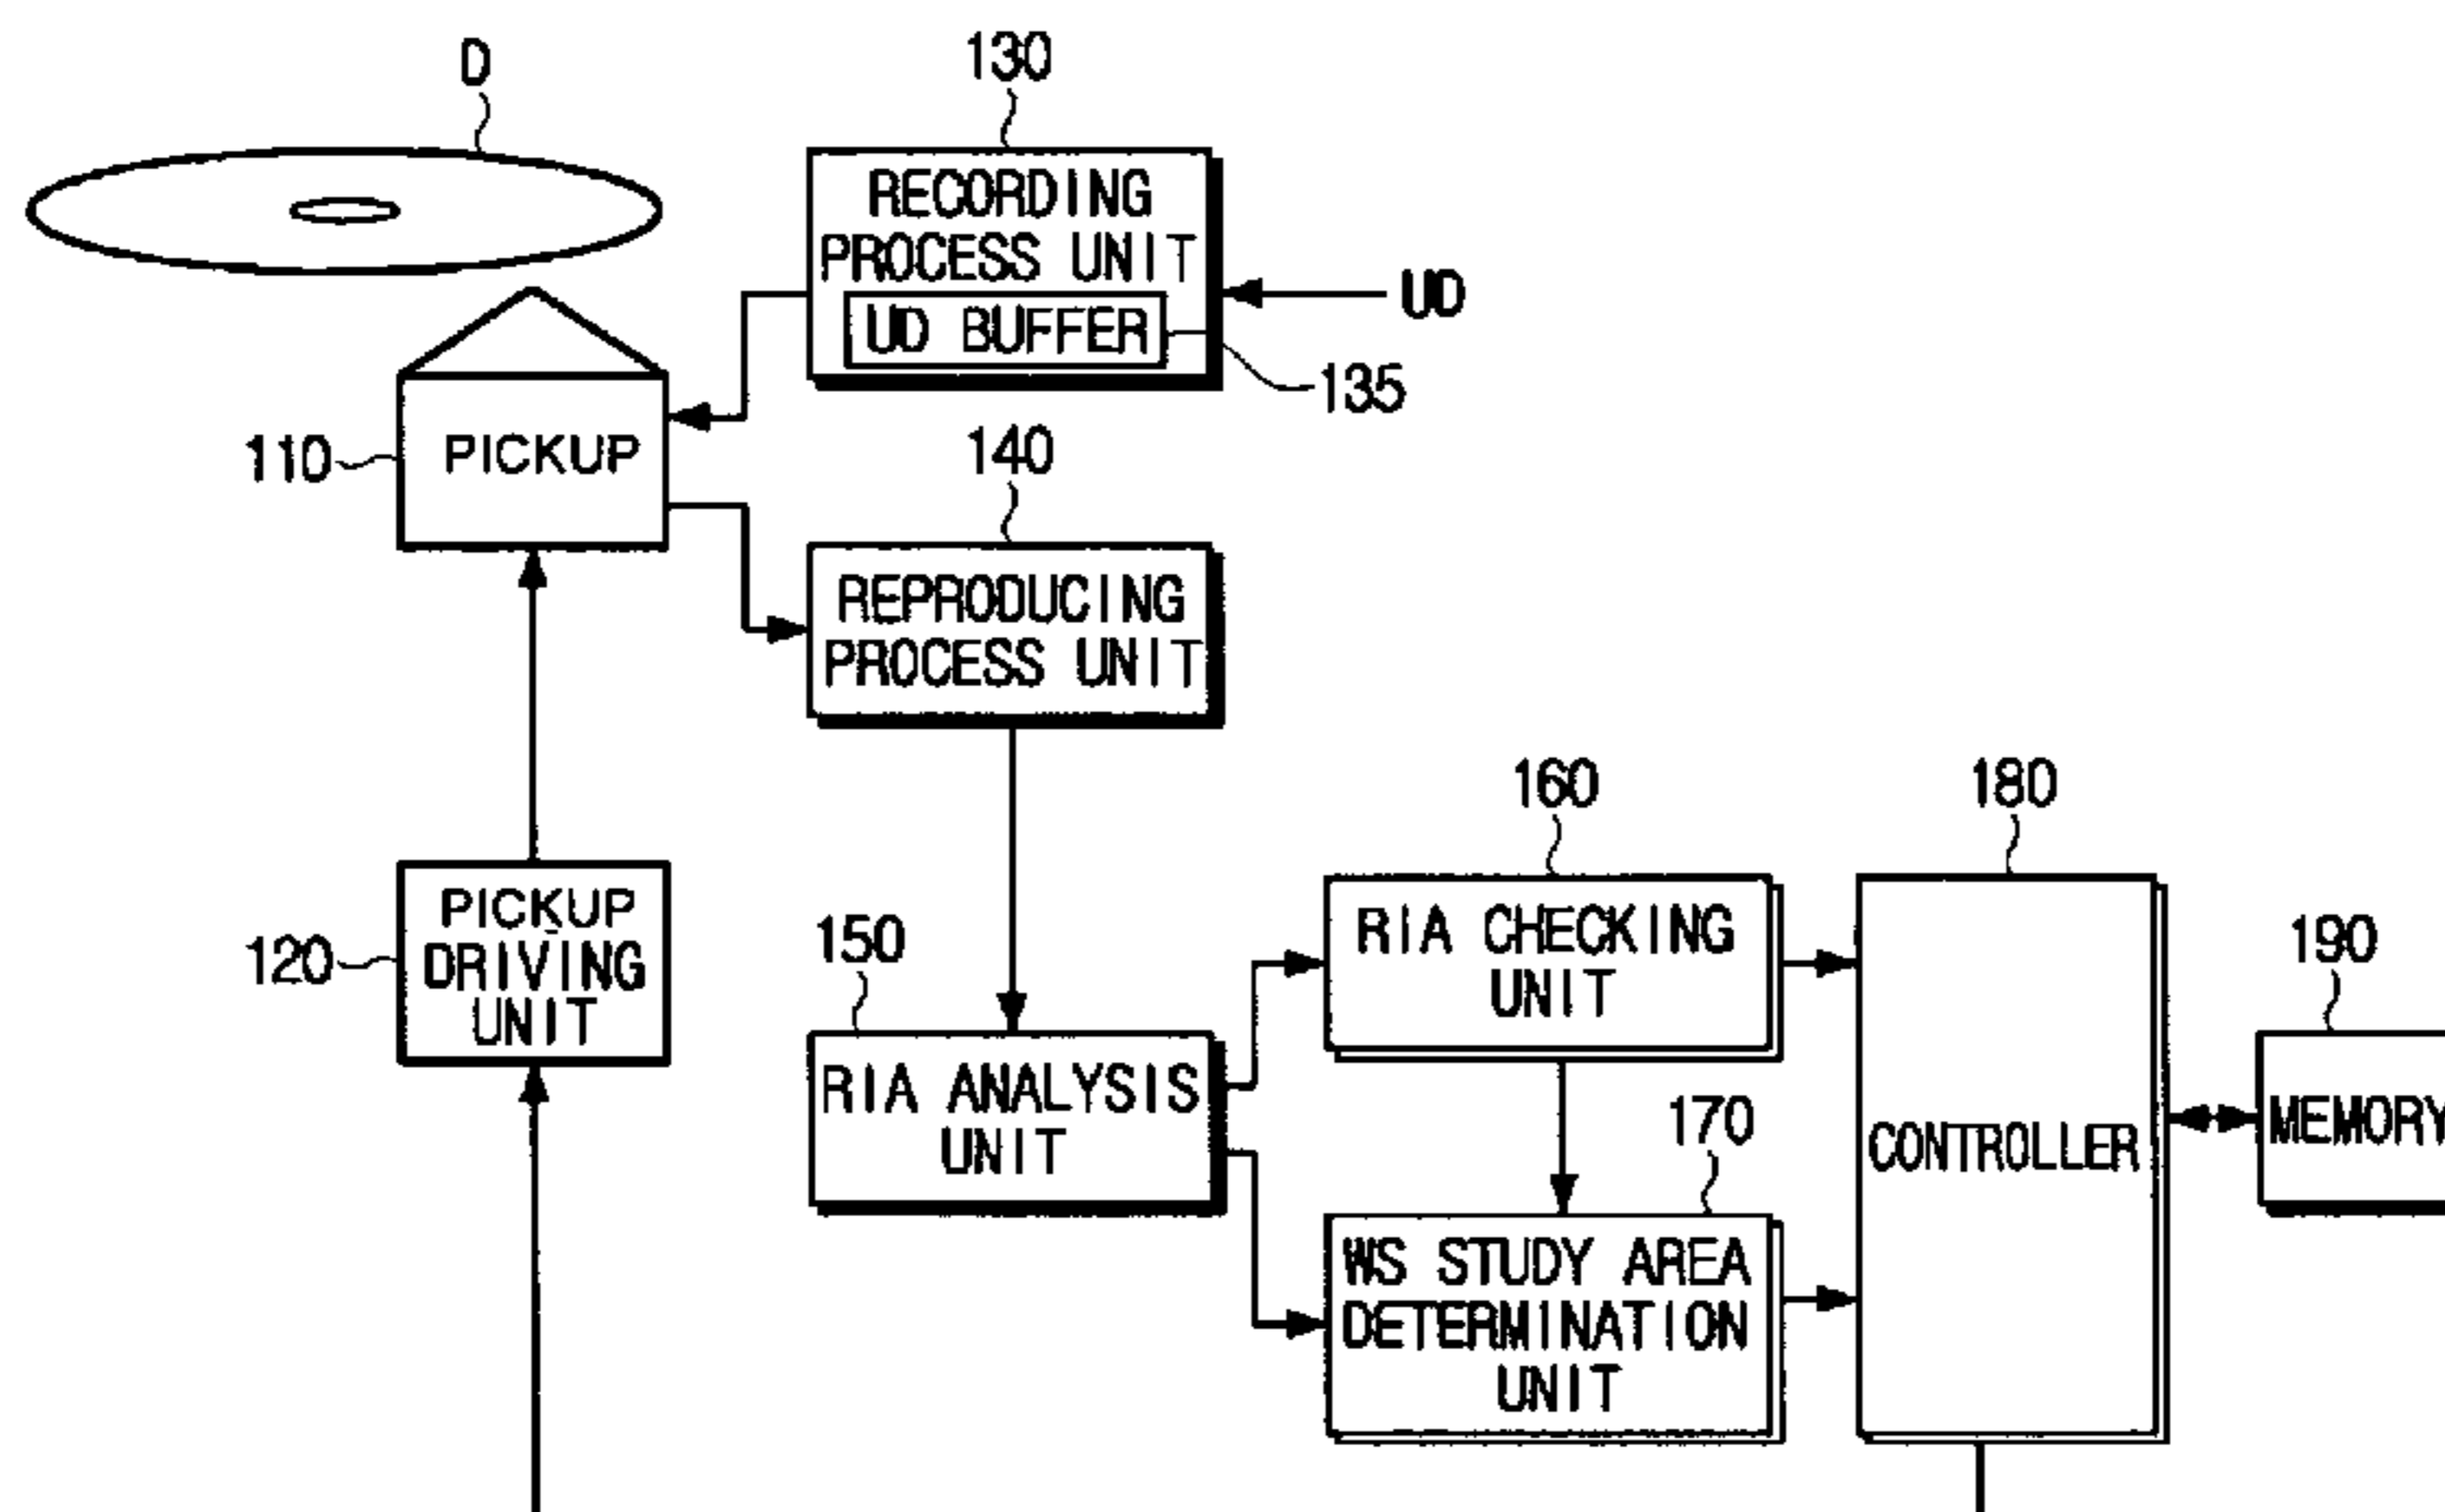 D
130
RECORDING
PROCESS UNIT
UD BUFFER
UD
135
110
PICKUP
140
REPRODUCING
PROCESS UNIT
160
180
120
PICKUP
DRIVING
UNIT
150
RIA CHECKING
UNIT
190
RIA ANALYSIS
UNIT
170
CONTROLLER
MEMORY
WS STUDY AREA
DETERMINATION
UNIT